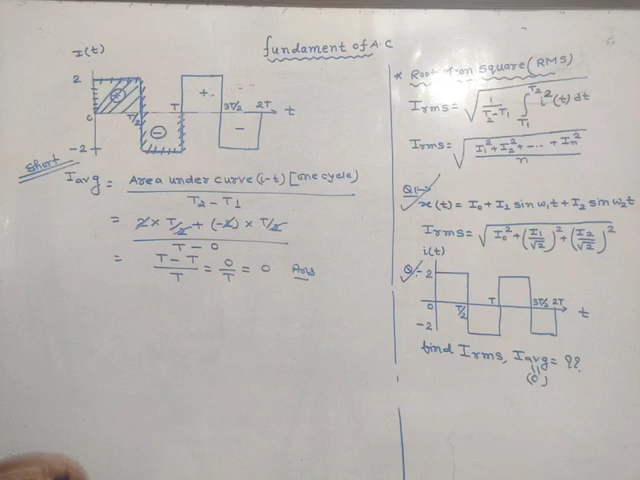 fundament of A.C
I(t)
2
+
+
0
T/2
T
3T/2
2T
t
-
-
-2
Short
Iavg = Area under curve (i-t) [one cycle] / T2 - T1
= 2 × T/2 + (-2) × T/2 / T - 0
= T - T / T = 0 / T = 0 Ans
* Root Mean Square (RMS)
Irms = √(1/(T2-T1) ∫T1^T2 i²(t) dt)
Irms = √((I1² + I2² + --- + In²)/n)
Q1→
x(t) = I0 + I1 sin ω1t + I2 sin ω2t
Irms = √(I0² + (I1/√2)² + (I2/√2)²)
i(t)
Q.
2
0
T/2
T
3T/2
2T
t
-2
find Irms, Iavg = ??
(0)